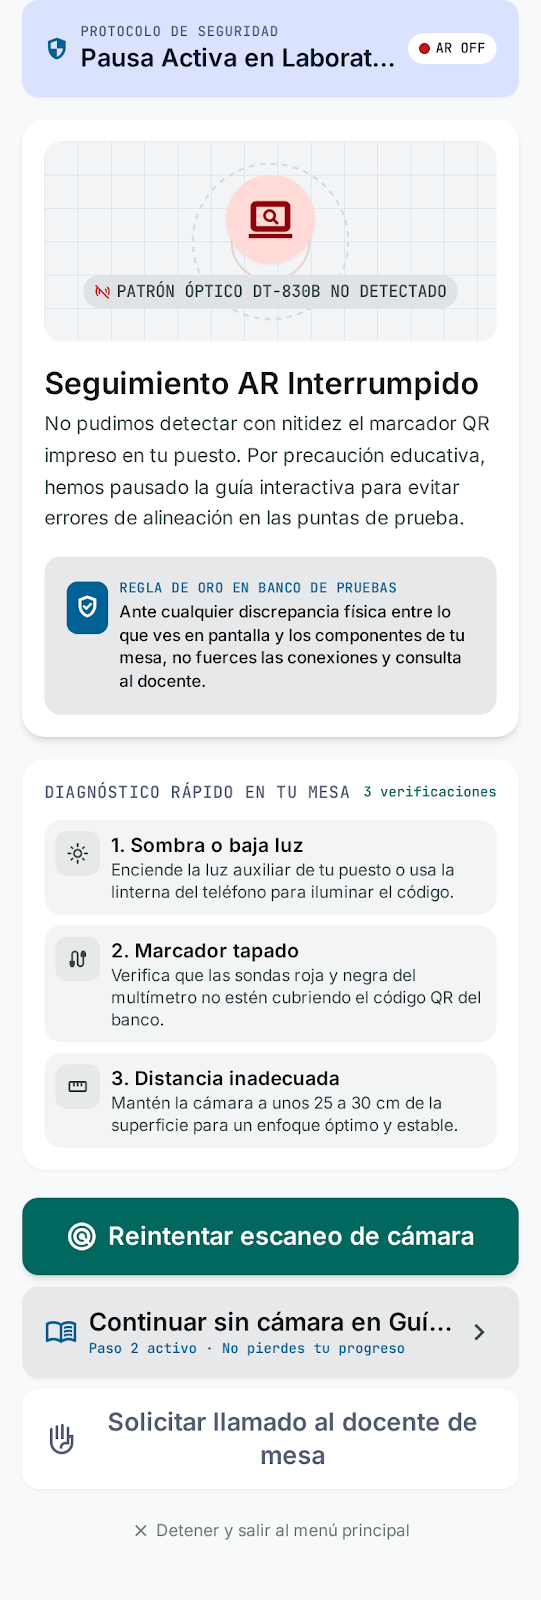 PROTOCOLO DE SEGURIDAD
Pausa Activa en Laborat...
AR OFF
PATRÓN ÓPTICO DT-830B NO DETECTADO
Seguimiento AR Interrumpido
No pudimos detectar con nitidez el marcador QR
impreso en tu puesto. Por precaución educativa,
hemos pausado la guía interactiva para evitar
errores de alineación en las puntas de prueba.
REGLA DE ORO EN BANCO DE PRUEBAS
Ante cualquier discrepancia física entre lo
que ves en pantalla y los componentes de tu
mesa, no fuerces las conexiones y consulta
al docente.
DIAGNÓSTICO RÁPIDO EN TU MESA
3 verificaciones
1. Sombra o baja luz
Enciende la luz auxiliar de tu puesto o usa la
linterna del teléfono para iluminar el código.
2. Marcador tapado
Verifica que las sondas roja y negra del
multímetro no estén cubriendo el código QR del
banco.
3. Distancia inadecuada
Mantén la cámara a unos 25 a 30 cm de la
superficie para un enfoque óptimo y estable.
Reintentar escaneo de cámara
Continuar sin cámara en Guí...
Paso 2 activo · No pierdes tu progreso
Solicitar llamado al docente de
mesa
Detener y salir al menú principal